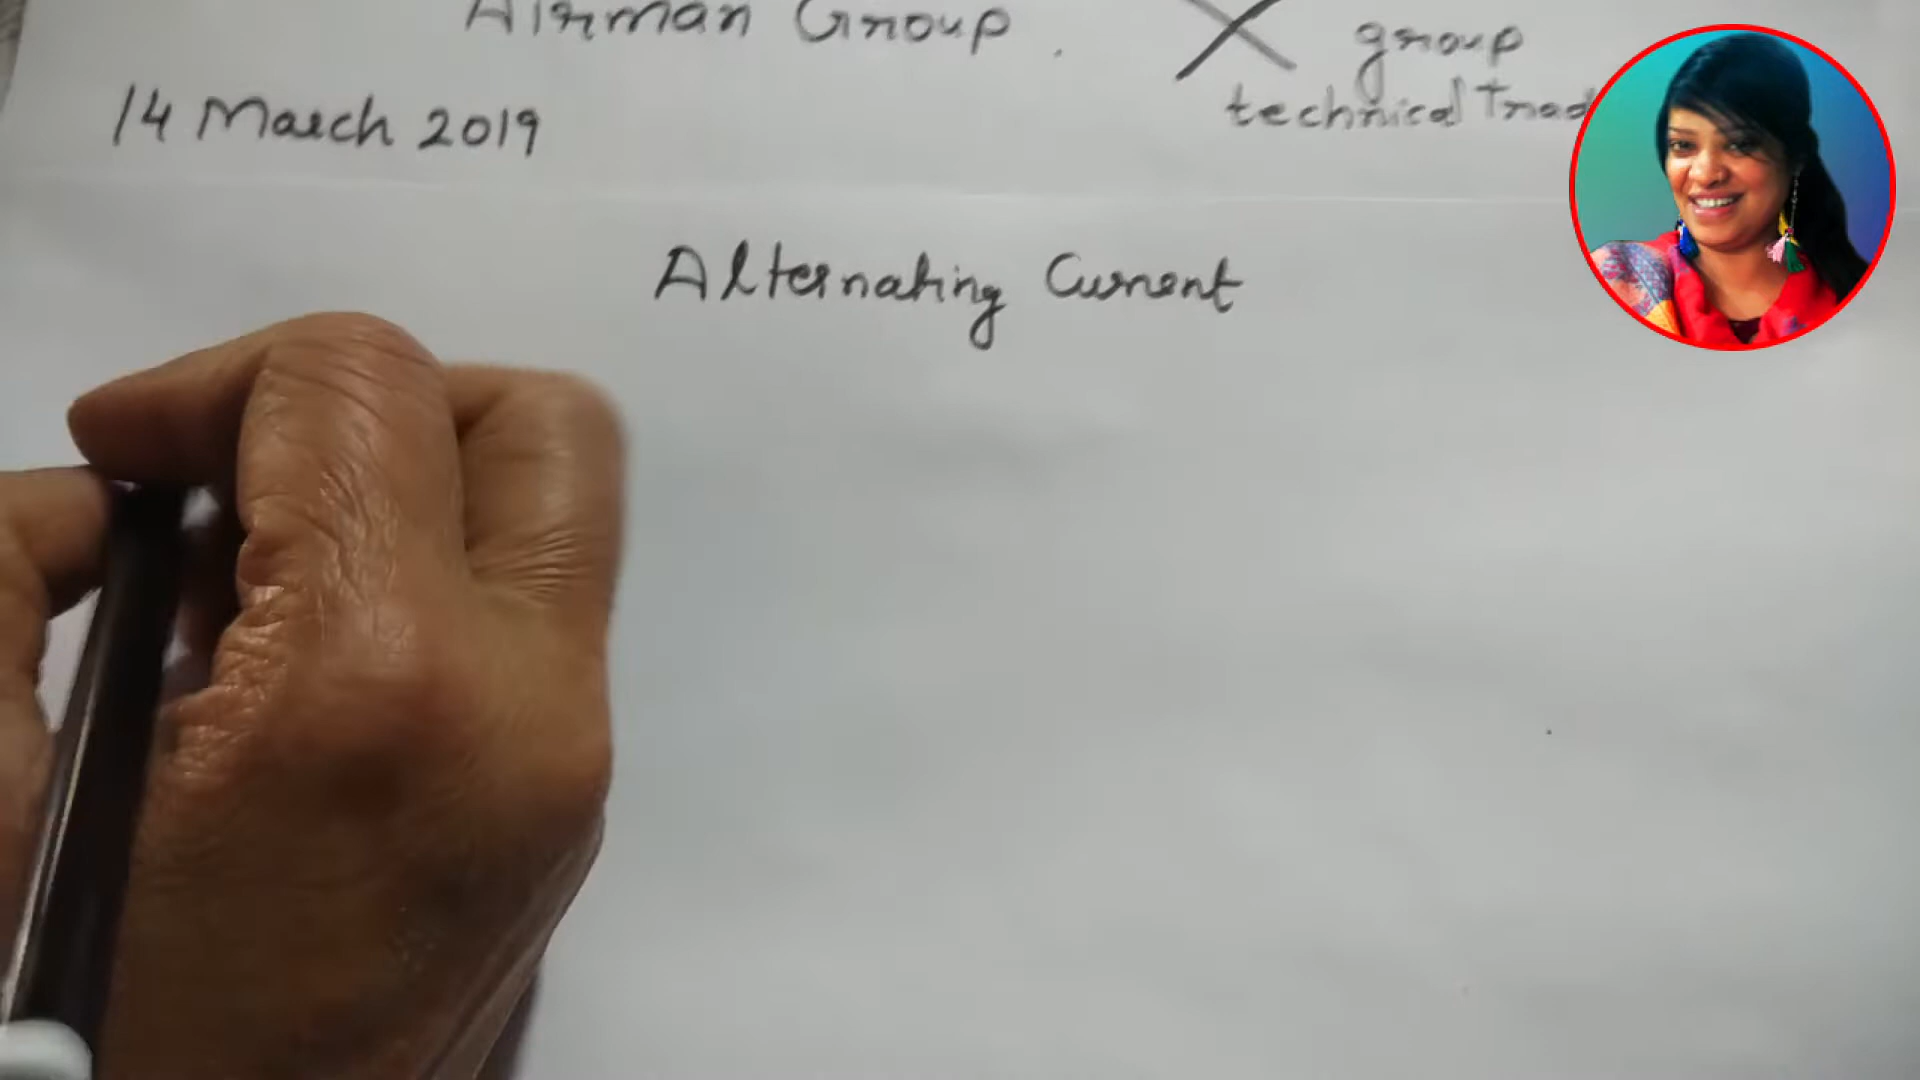 Airman Group. X group
technical Trad
14 March 2019
Alternating Current